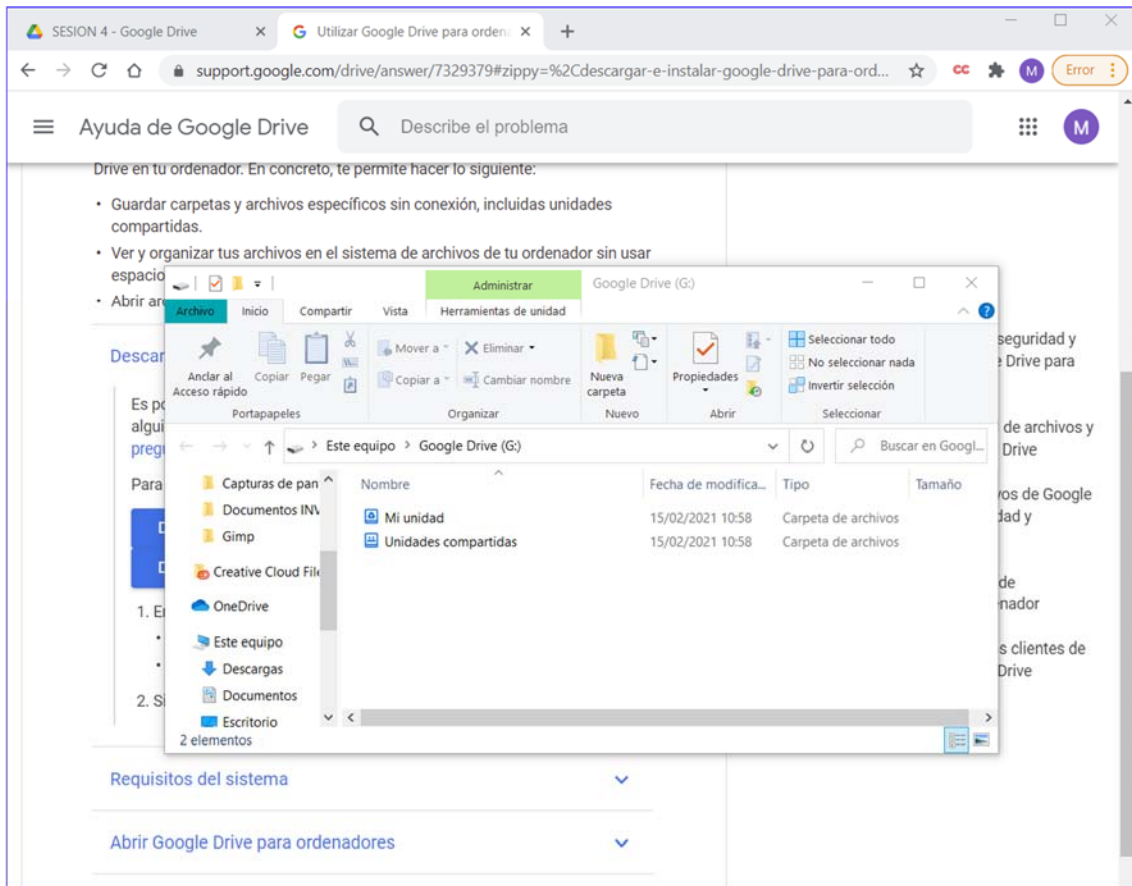 SESION 4 - Google Drive
Utilizar Google Drive para orden
support.google.com/drive/answer/7329379#zippy=%2Cdescargar-e-instalar-google-drive-para-ord...
cc
M
Error
Ayuda de Google Drive
Describe el problema
M
Drive en tu ordenador. En concreto, te permite hacer lo siguiente:
• Guardar carpetas y archivos específicos sin conexión, incluidas unidades
compartidas.
• Ver y organizar tus archivos en el sistema de archivos de tu ordenador sin usar
espacio
• Abrir
Descar
Es
algui
pregu
Para
D
D
1. E
2. Si
Administrar
Google Drive (G:)
Archivo
Inicio
Compartir
Vista
Herramientas de unidad
Anclar al
Acceso rápido
Copiar
Pegar
Portapapeles
Mover a
Copiar a
Eliminar
Cambiar nombre
Organizar
Nueva
carpeta
Nuevo
Propiedades
Abrir
Seleccionar todo
No seleccionar nada
Invertir selección
Seleccionar
Este equipo > Google Drive (G:)
Buscar en Googl...
Capturas de pan
Documentos INV
Gimp
Creative Cloud File
OneDrive
Este equipo
Descargas
Documentos
Escritorio
Nombre
Fecha de modifica...
Tipo
Tamaño
Mi unidad
15/02/2021 10:58
Carpeta de archivos
Unidades compartidas
15/02/2021 10:58
Carpeta de archivos
2 elementos
seguridad y
Drive para
de archivos y
Drive
vos de Google
dad y
de
nador
s clientes de
Drive
Requisitos del sistema
Abrir Google Drive para ordenadores